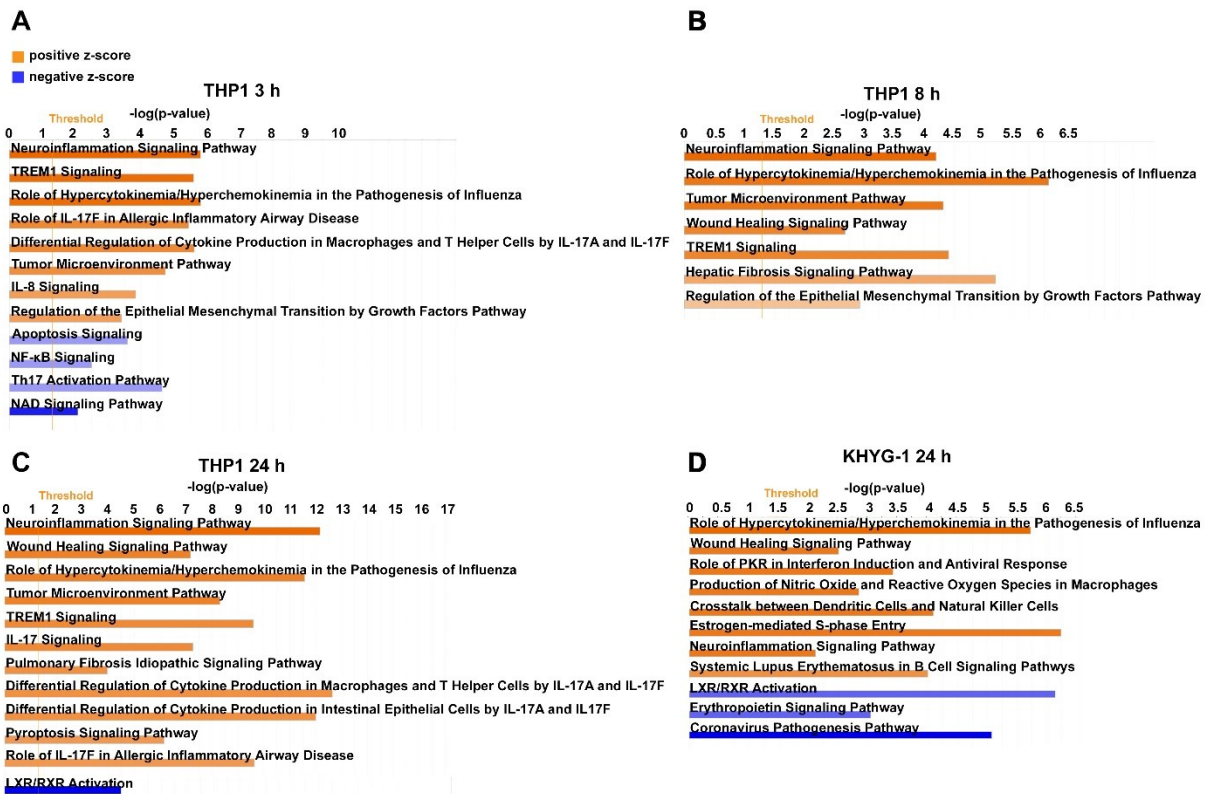 A
positive z-score
negative z-score
THP1 3 h
-log(p-value)
Threshold
0 1 2 3 4 5 6 7 8 9 10
Neuroinflammation Signaling Pathway
TREM1 Signaling
Role of Hypercytokinemia/Hyperchemokinemia in the Pathogenesis of Influenza
Role of IL-17F in Allergic Inflammatory Airway Disease
Differential Regulation of Cytokine Production in Macrophages and T Helper Cells by IL-17A and IL-17F
Tumor Microenvironment Pathway
IL-8 Signaling
Regulation of the Epithelial Mesenchymal Transition by Growth Factors Pathway
Apoptosis Signaling
NF-κB Signaling
Th17 Activation Pathway
NAD Signaling Pathway
B
THP1 8 h
-log(p-value)
Threshold
0 0.5 1 1.5 2 2.5 3 3.5 4 4.5 5 5.5 6 6.5
Neuroinflammation Signaling Pathway
Role of Hypercytokinemia/Hyperchemokinemia in the Pathogenesis of Influenza
Tumor Microenvironment Pathway
Wound Healing Signaling Pathway
TREM1 Signaling
Hepatic Fibrosis Signaling Pathway
Regulation of the Epithelial Mesenchymal Transition by Growth Factors Pathway
C
THP1 24 h
-log(p-value)
Threshold
0 1 2 3 4 5 6 7 8 9 10 11 12 13 14 15 16 17
Neuroinflammation Signaling Pathway
Wound Healing Signaling Pathway
Role of Hypercytokinemia/Hyperchemokinemia in the Pathogenesis of Influenza
Tumor Microenvironment Pathway
TREM1 Signaling
IL-17 Signaling
Pulmonary Fibrosis Idiopathic Signaling Pathway
Differential Regulation of Cytokine Production in Macrophages and T Helper Cells by IL-17A and IL-17F
Differential Regulation of Cytokine Production in Intestinal Epithelial Cells by IL-17A and IL17F
Pyroptosis Signaling Pathway
Role of IL-17F in Allergic Inflammatory Airway Disease
LXR/RXR Activation
D
KHYG-1 24 h
-log(p-value)
Threshold
0 0.5 1 1.5 2 2.5 3 3.5 4 4.5 5 5.5 6 6.5
Role of Hypercytokinemia/Hyperchemokinemia in the Pathogenesis of Influenza
Wound Healing Signaling Pathway
Role of PKR in Interferon Induction and Antiviral Response
Production of Nitric Oxide and Reactive Oxygen Species in Macrophages
Crosstalk between Dendritic Cells and Natural Killer Cells
Estrogen-mediated S-phase Entry
Neuroinflammation Signaling Pathway
Systemic Lupus Erythematosus in B Cell Signaling Pathwys
LXR/RXR Activation
Erythropoietin Signaling Pathway
Coronavirus Pathogenesis Pathway